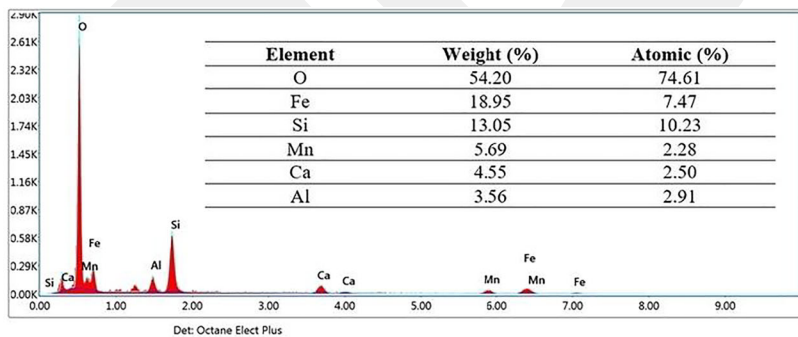 2.90K
O
2.61K
Element Weight (%) Atomic (%)
2.32K
O 54.20 74.61
2.03K
Fe 18.95 7.47
1.74K
Si 13.05 10.23
1.45K
Mn 5.69 2.28
Ca 4.55 2.50
1.16K
Al 3.56 2.91
0.87K
Si
0.58K
Fe
Fe
0.29K
Si Ca Mn Al Ca Ca Mn Mn Fe
0.00K
0.00 1.00 2.00 3.00 4.00 5.00 6.00 7.00 8.00 9.00
Det: Octane Elect Plus